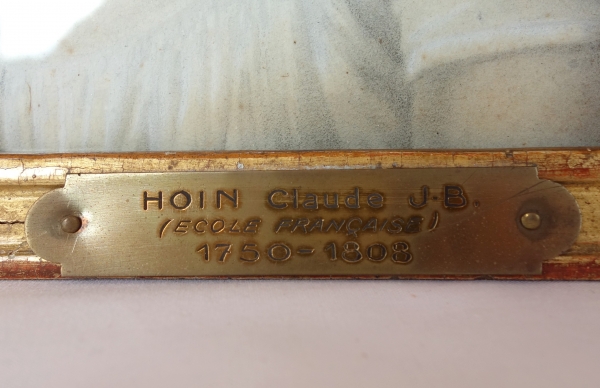 HOIN Claude J.B.
(ECOLE FRANÇAISE)
1750-1808